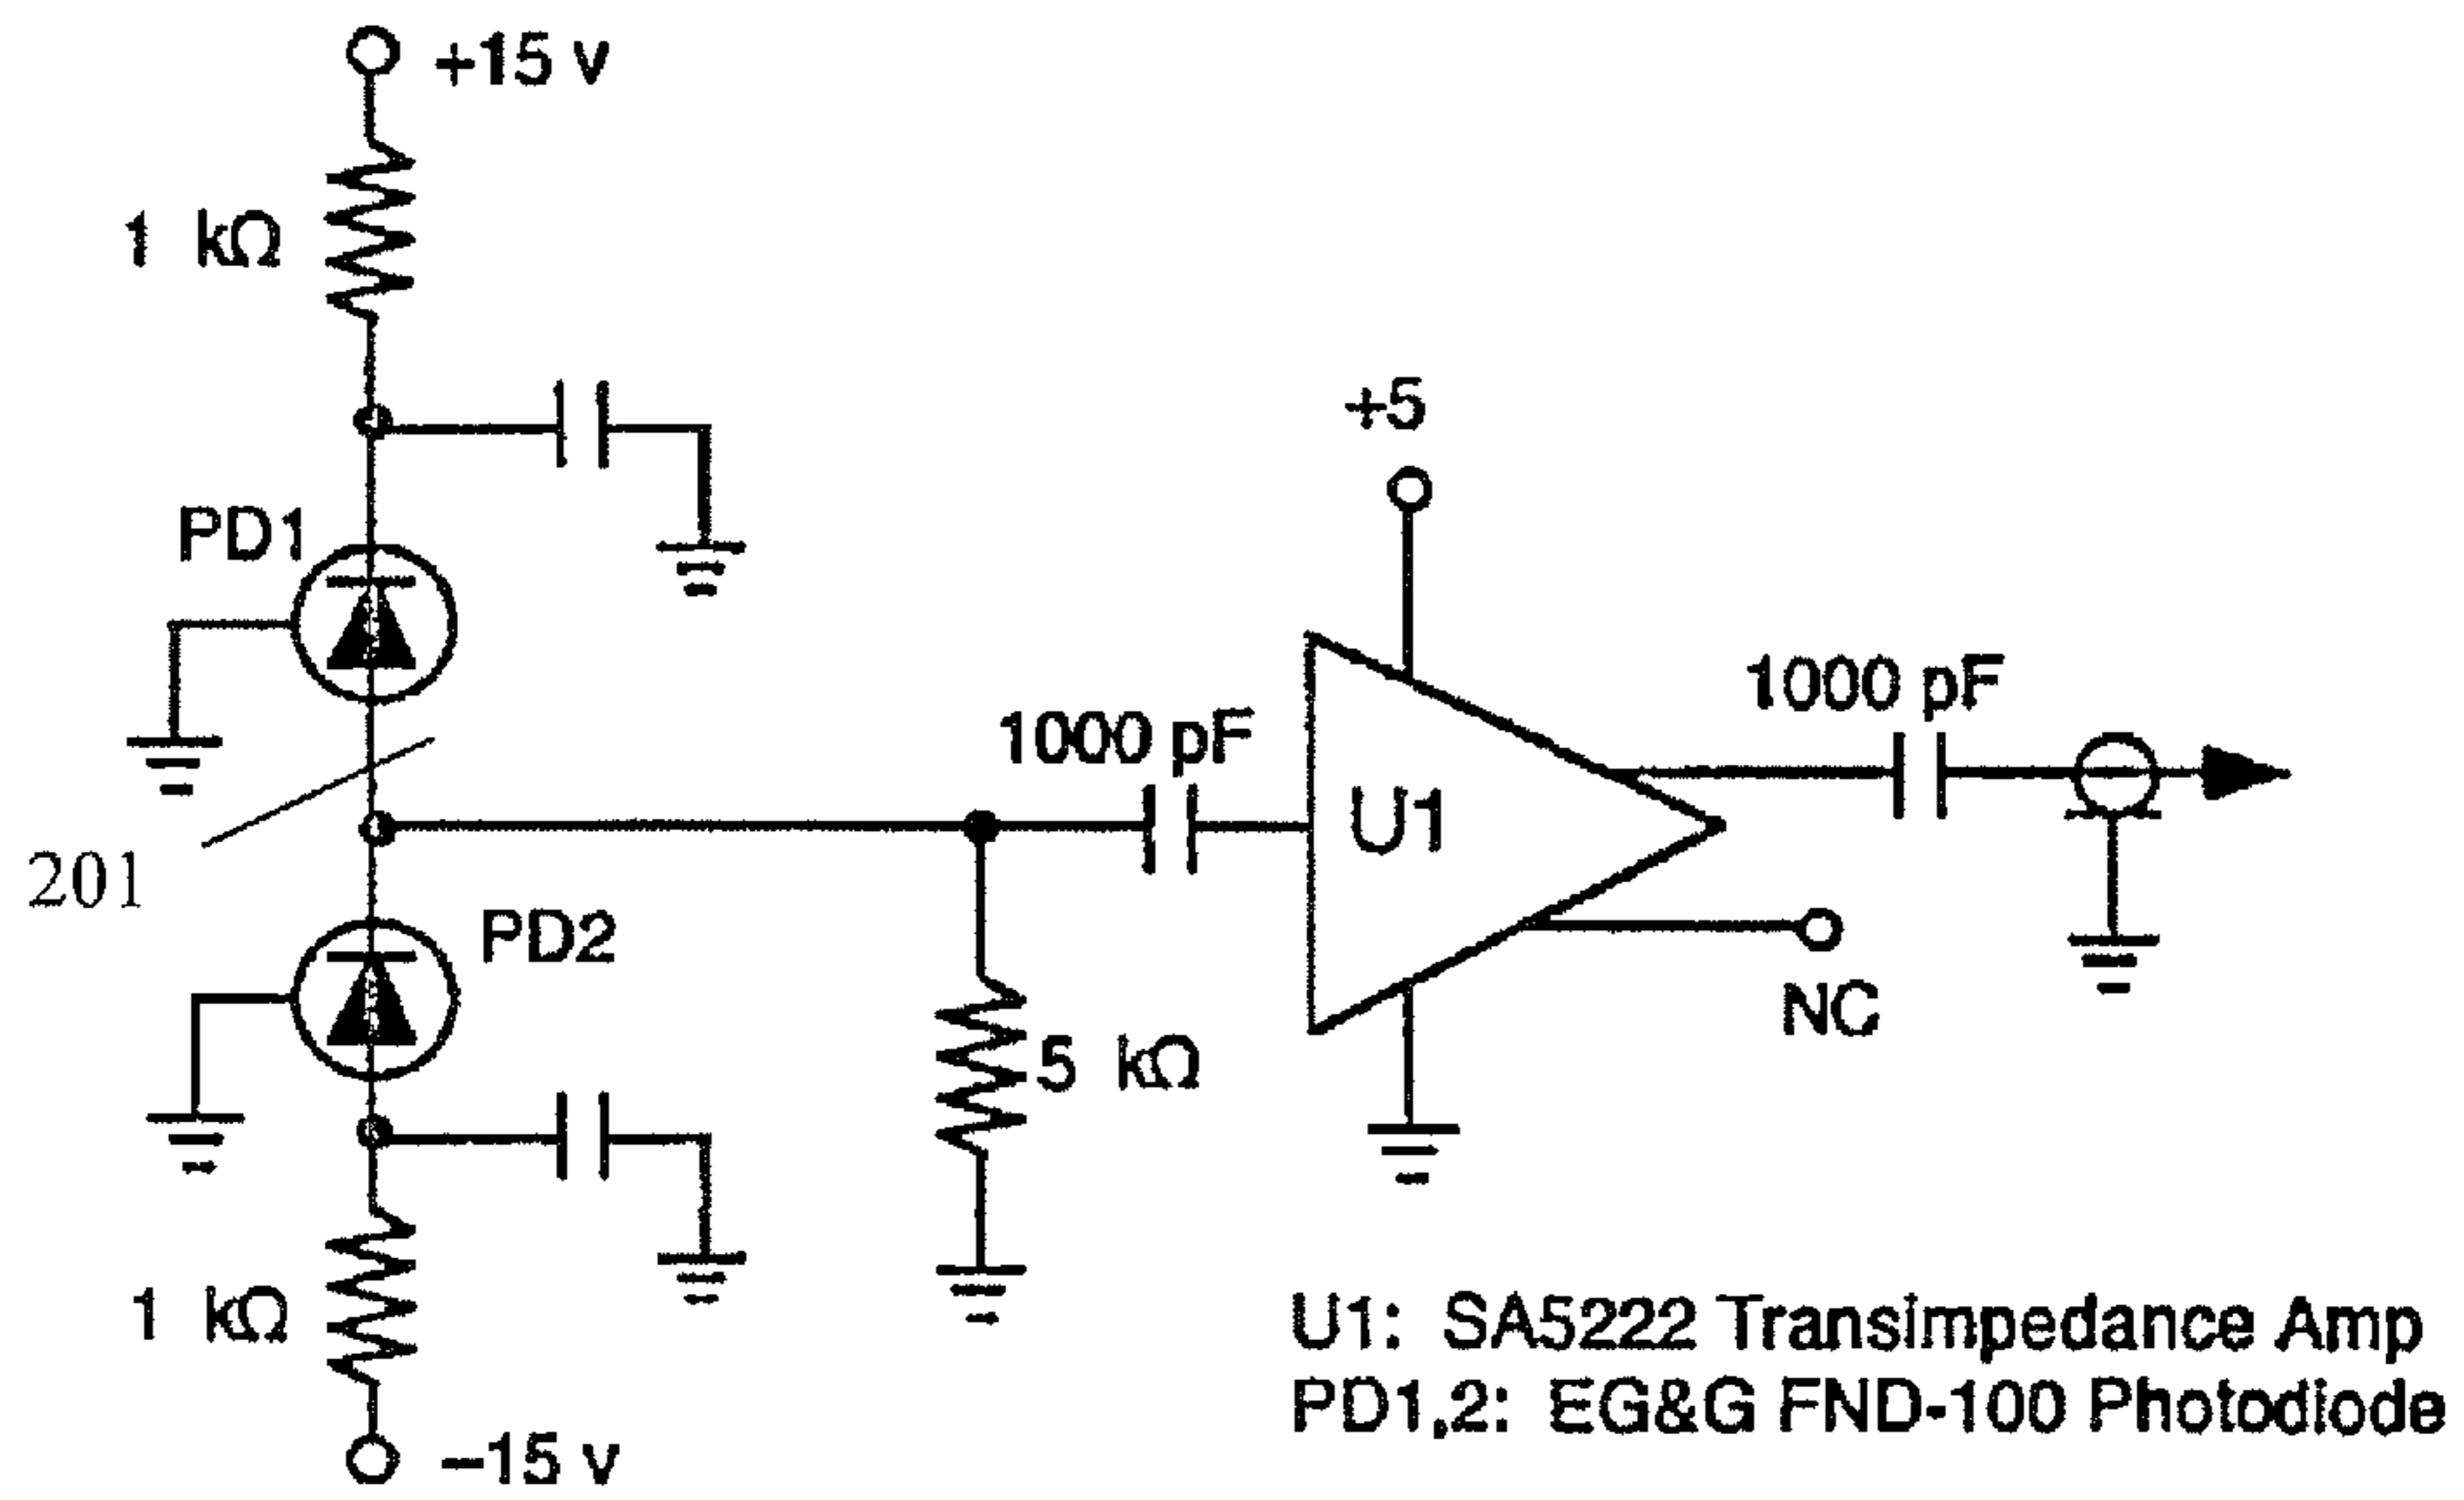 +15 v
1 kΩ
+5
PD1
1000 pF
1000 pF
U1
201
PD2
NC
5 kΩ
1 kΩ
U1: SA5222 Transimpedance Amp
PD1,2: EG&G FND-100 Photodiode
–15 v